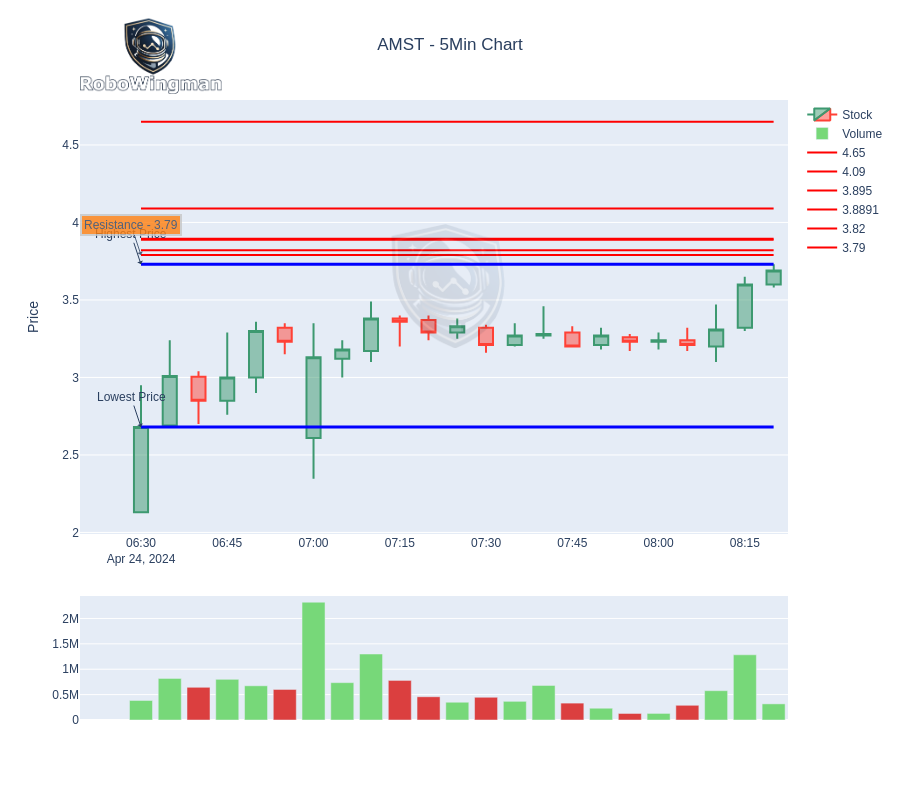 RoboWingman
AMST - 5Min Chart
Stock
Volume
4.65
4.09
3.895
3.8891
3.82
3.79
Price
4.5
4
3.5
3
2.5
2
Resistance - 3.79
Highest Price
Lowest Price
06:30
06:45
07:00
07:15
07:30
07:45
08:00
08:15
Apr 24, 2024
2M
1.5M
1M
0.5M
0